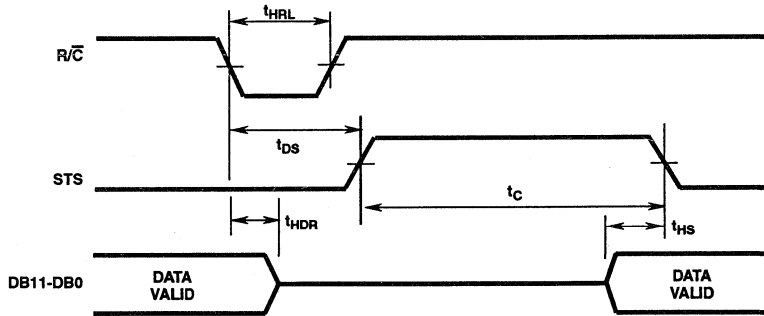 tHRL
R/C̅
tDS
STS
tC
tHDR
tHS
DB11-DB0
DATA
VALID
DATA
VALID